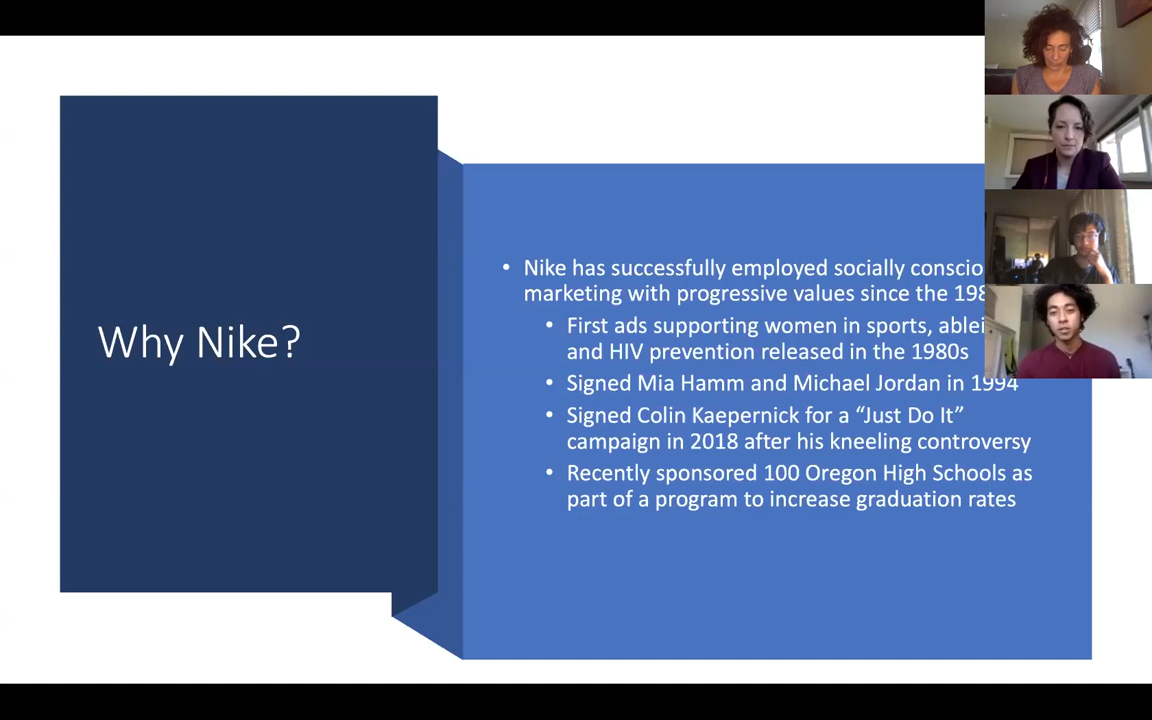 Why Nike?
• Nike has successfully employed socially conscio
marketing with progressive values since the 198
• First ads supporting women in sports, ablei
and HIV prevention released in the 1980s
• Signed Mia Hamm and Michael Jordan in 1994
• Signed Colin Kaepernick for a “Just Do It”
campaign in 2018 after his kneeling controversy
• Recently sponsored 100 Oregon High Schools as
part of a program to increase graduation rates